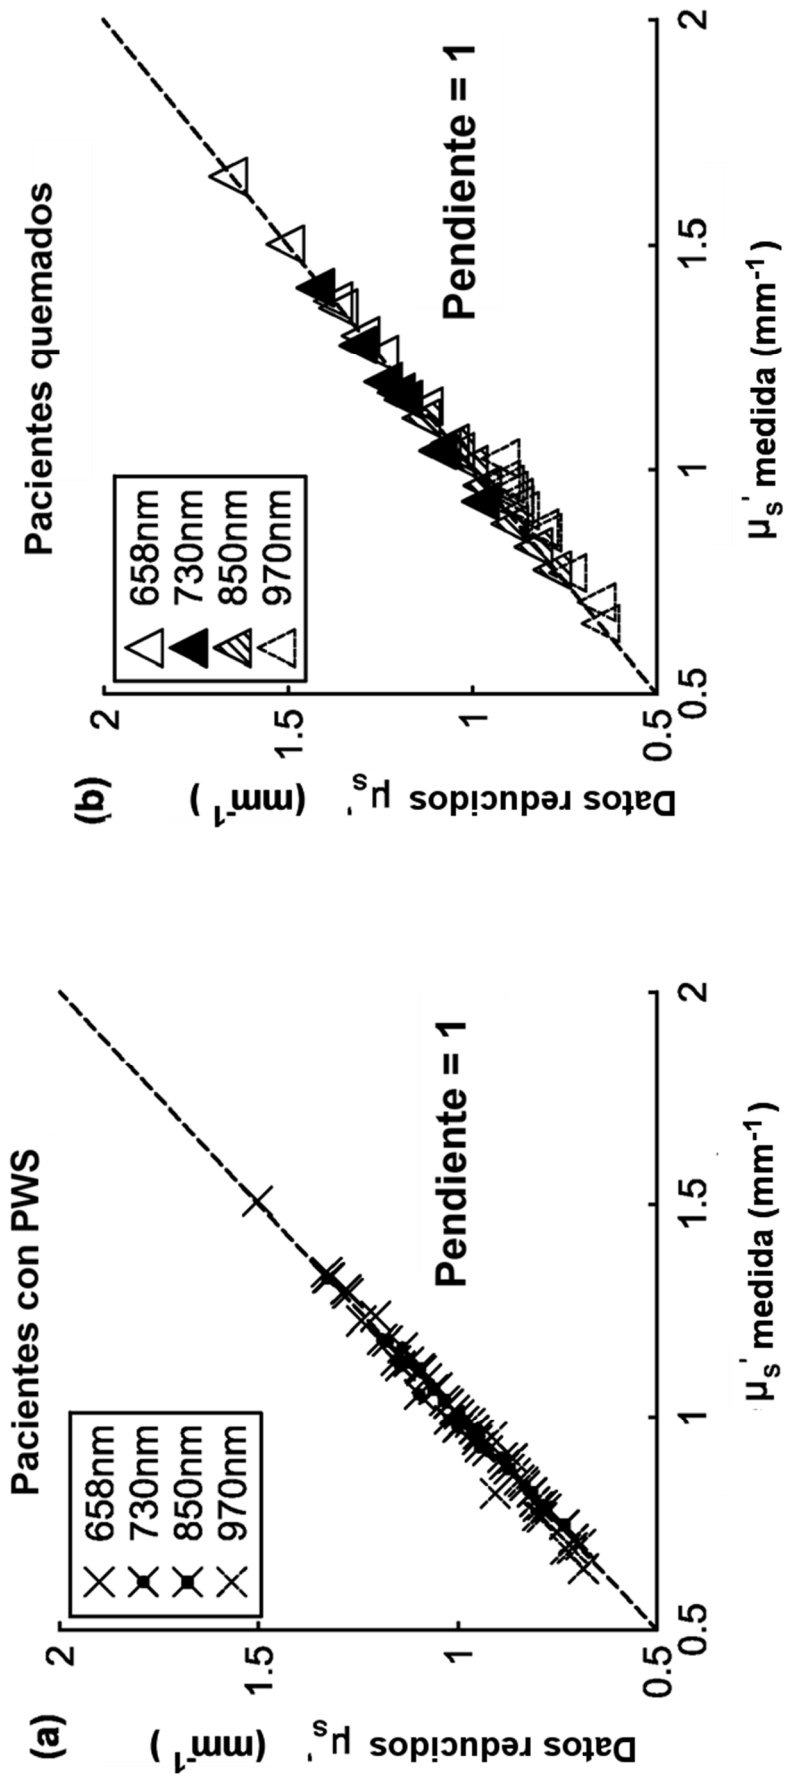 (a)
Pacientes con PWS
2
1.5
1
0.5
Datos reducidos μs'
(mm-1)
658nm
730nm
850nm
970nm
Pendiente = 1
0.5
1
1.5
2
μs' medida (mm-1)
(b)
Pacientes quemados
2
1.5
1
0.5
Datos reducidos μs'
(mm-1)
658nm
730nm
850nm
970nm
Pendiente = 1
0.5
1
1.5
2
μs' medida (mm-1)